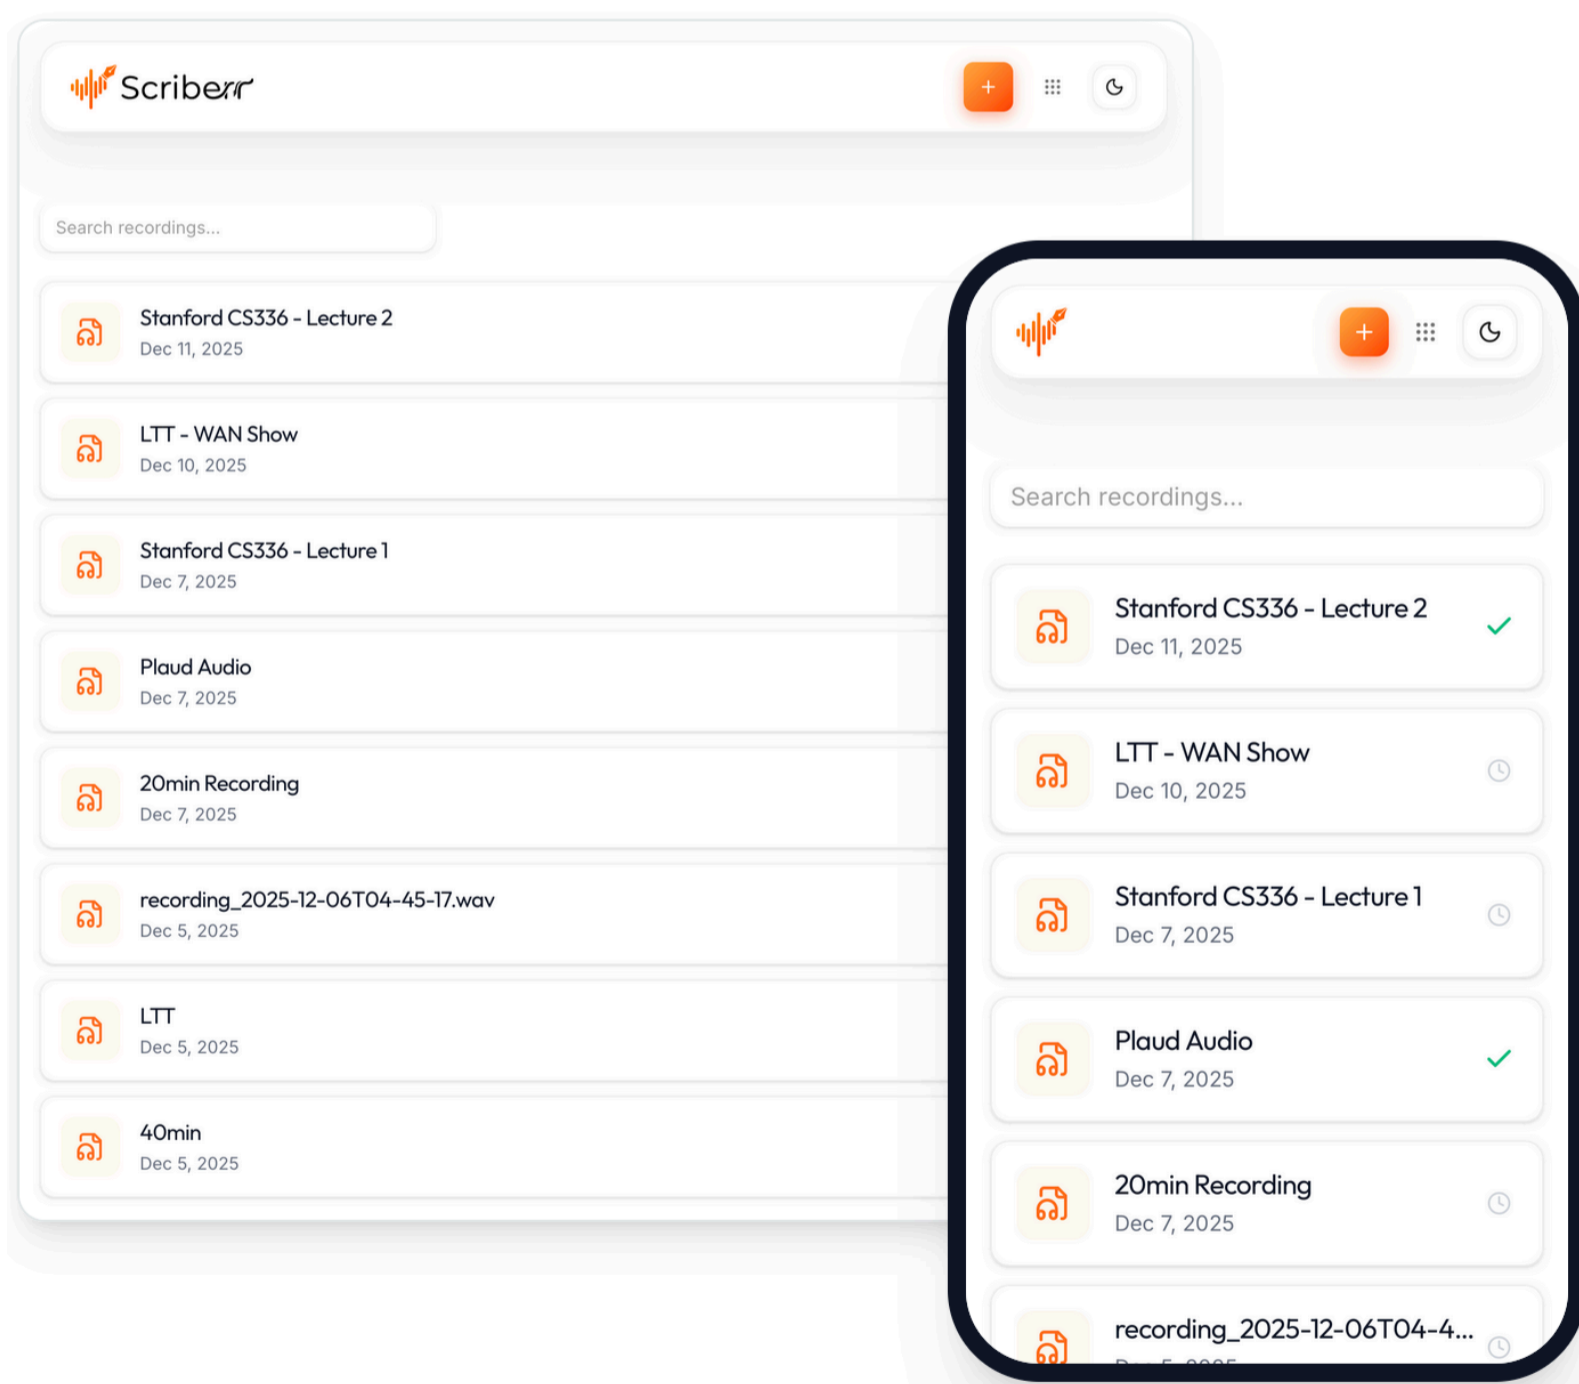 Scriberr
Search recordings...
Stanford CS336 - Lecture 2
Dec 11, 2025
LTT - WAN Show
Dec 10, 2025
Stanford CS336 - Lecture 1
Dec 7, 2025
Plaud Audio
Dec 7, 2025
20min Recording
Dec 7, 2025
recording_2025-12-06T04-45-17.wav
Dec 5, 2025
LTT
Dec 5, 2025
40min
Dec 5, 2025
Search recordings...
Stanford CS336 - Lecture 2
Dec 11, 2025
LTT - WAN Show
Dec 10, 2025
Stanford CS336 - Lecture 1
Dec 7, 2025
Plaud Audio
Dec 7, 2025
20min Recording
Dec 7, 2025
recording_2025-12-06T04-4...
Dec 5, 2025